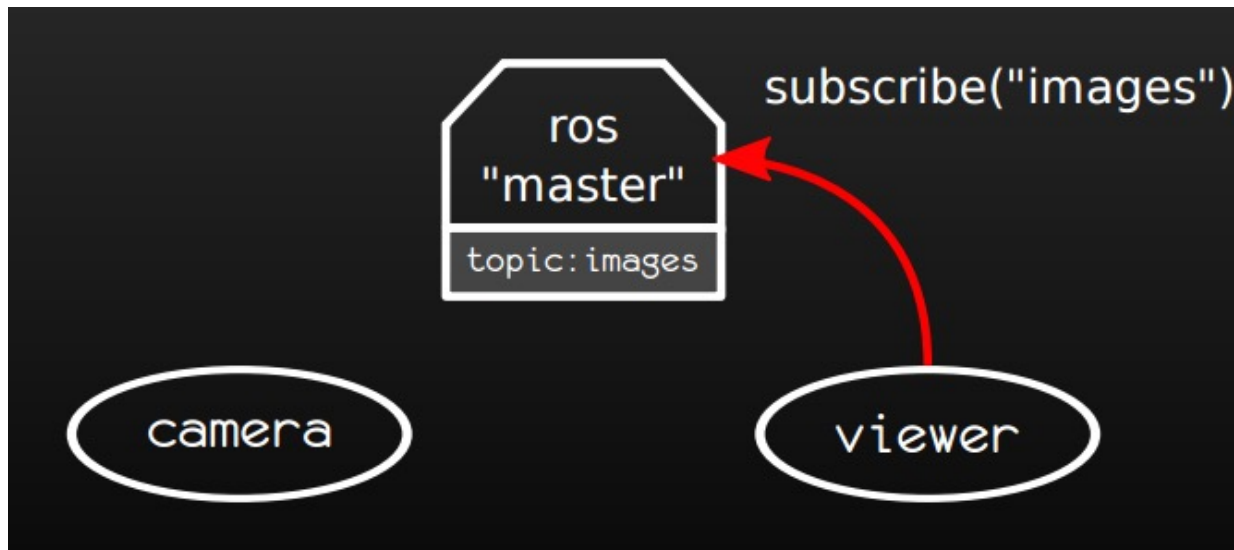 ros
"master"
subscribe("images")
topic:images
camera
viewer